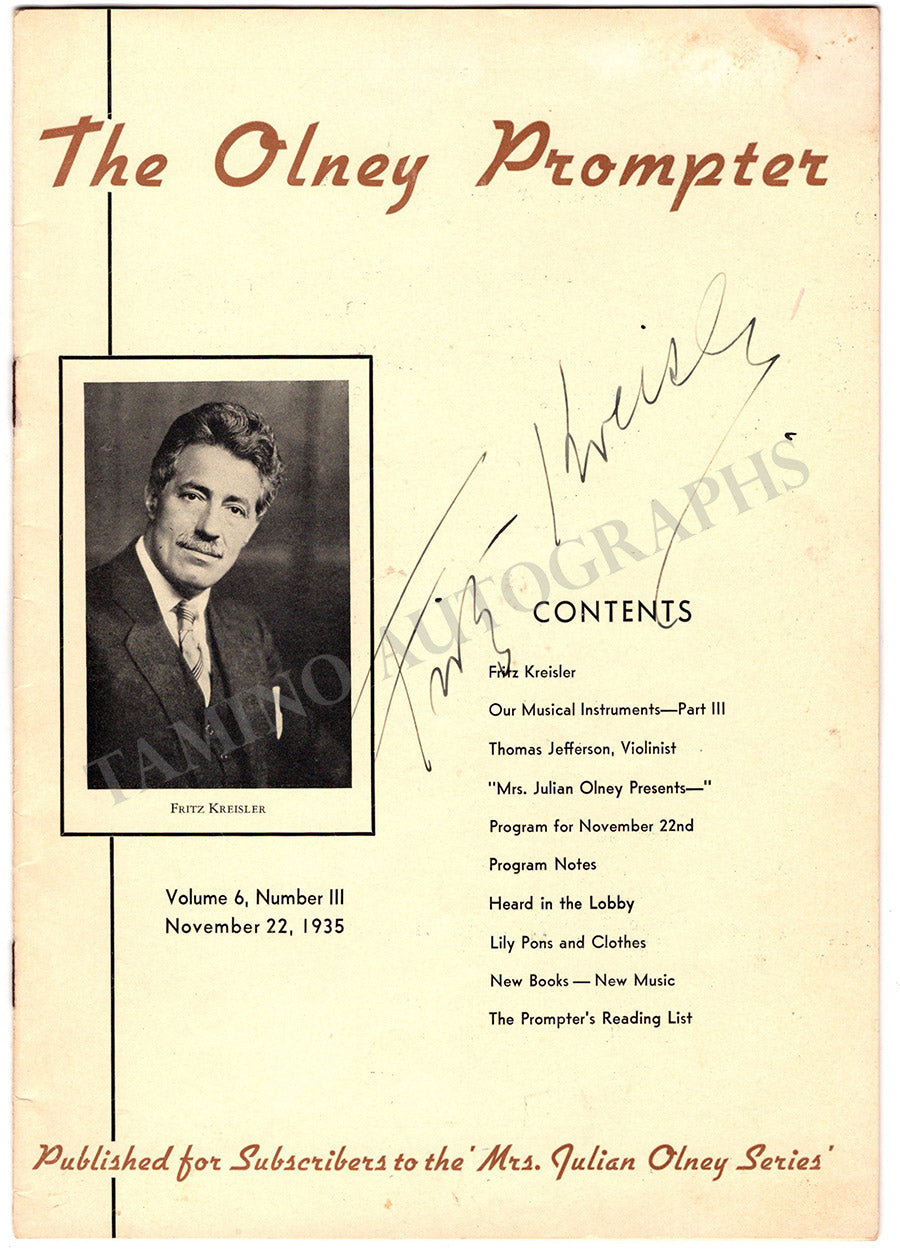 The Olney Prompter
Fritz Kreisler
TAMINO AUTOGRAPHS
FRITZ KREISLER
Volume 6, Number III
November 22, 1935
CONTENTS
Fritz Kreisler
Our Musical Instruments—Part III
Thomas Jefferson, Violinist
"Mrs. Julian Olney Presents—"
Program for November 22nd
Program Notes
Heard in the Lobby
Lily Pons and Clothes
New Books — New Music
The Prompter's Reading List
Published for Subscribers to the 'Mrs. Julian Olney Series'